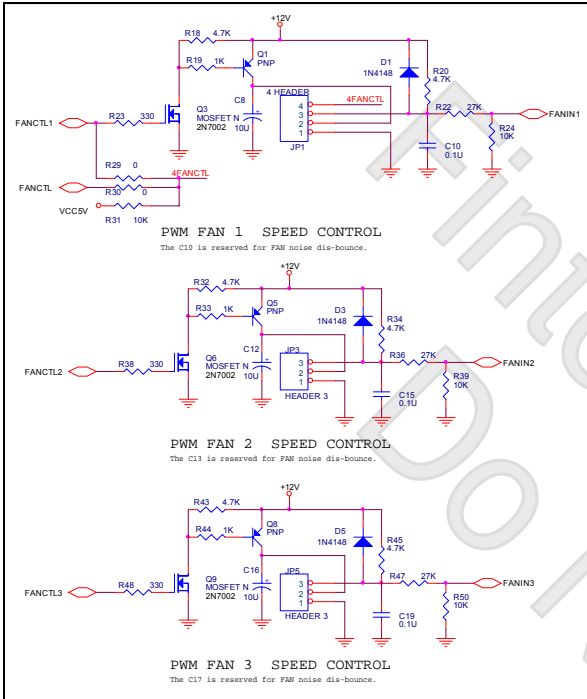 +12V
R18 4.7K
R19 1K
Q1
PNP
D1
1N4148
R20
4.7K
C8
10U
4 HEADER
4FANCTL
4
3
2
1
JP1
R22 27K
FANIN1
R24
10K
C10
0.1U
FANCTL1
R23 330
Q3
MOSFET N
2N7002
R29 0
4FANCTL
FANCTL
R30 0
VCC5V
R31 10K
PWM FAN 1 SPEED CONTROL
The C10 is reserved for FAN noise dis-bounce.
+12V
R32 4.7K
R33 1K
Q5
PNP
D3
1N4148
R34
4.7K
C12
10U
JP3
3
2
1
HEADER 3
R36 27K
FANIN2
R39
10K
C15
0.1U
FANCTL2
R38 330
Q6
MOSFET N
2N7002
PWM FAN 2 SPEED CONTROL
The C13 is reserved for FAN noise dis-bounce.
+12V
R43 4.7K
R44 1K
Q8
PNP
D5
1N4148
R45
4.7K
C16
10U
JP5
3
2
1
HEADER 3
R47 27K
FANIN3
R50
10K
C19
0.1U
FANCTL3
R48 330
Q9
MOSFET N
2N7002
PWM FAN 3 SPEED CONTROL
The C17 is reserved for FAN noise dis-bounce.